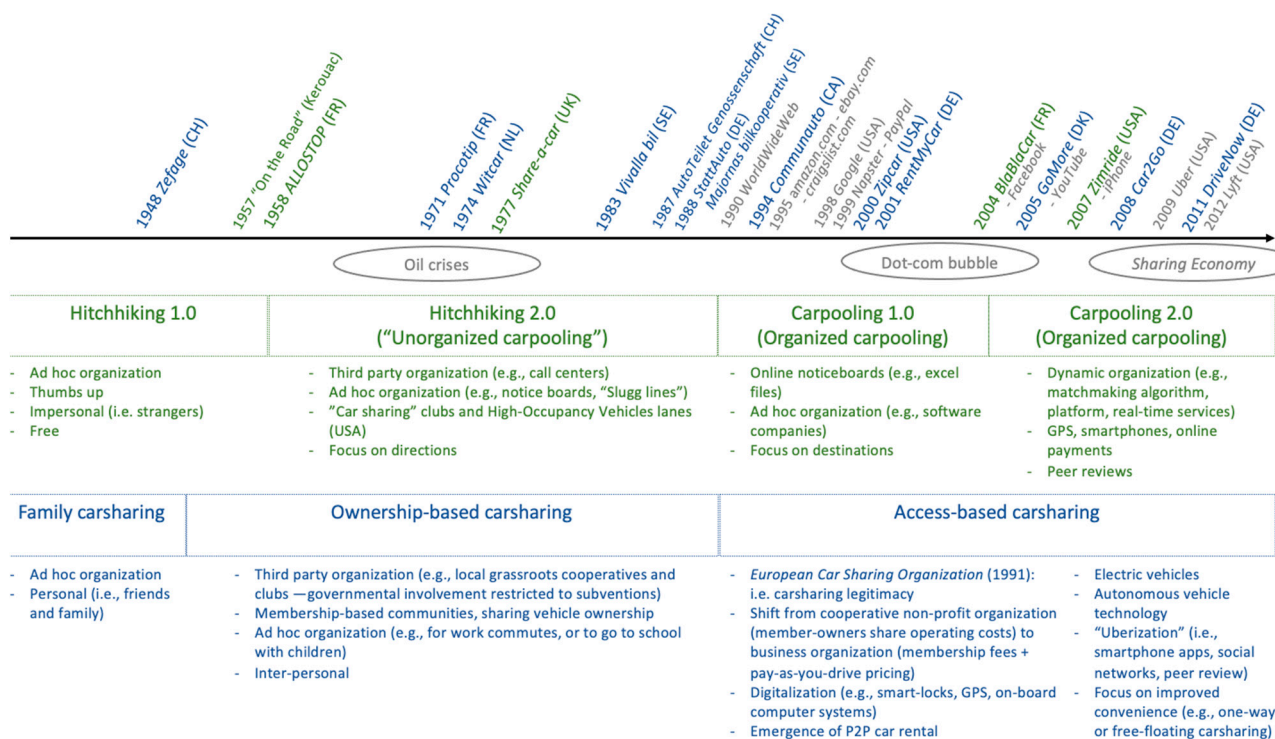 1948 Zefage (CH)
1957 "On the Road" (Kerouac)
1958 ALLOSTOP (FR)
1971 Procotip (FR)
1974 Witcar (NL)
1977 Share-a-car (UK)
1983 Vivalla bil (SE)
1987 AutoTeilet Genossenschaft (CH)
1988 StattAuto (DE)
Majornas bilkooperativ (SE)
1990 WorldWideWeb
1994 Communauto (CA)
1995 amazon.com - ebay.com
- craigslist.com
1998 Google (USA)
1999 Napster - PayPal
2000 Zipcar (USA)
2001 RentMyCar (DE)
2004 BlaBlaCar (FR)
- Facebook
2005 GoMore (DK)
- YouTube
2007 Zimride (USA)
- iPhone
2008 Car2Go (DE)
2009 Uber (USA)
2011 DriveNow (DE)
2012 Lyft (USA)
Oil crises
Dot-com bubble
Sharing Economy
Hitchhiking 1.0
- Ad hoc organization
- Thumbs up
- Impersonal (i.e. strangers)
- Free
Hitchhiking 2.0
("Unorganized carpooling")
- Third party organization (e.g., call centers)
- Ad hoc organization (e.g., notice boards, "Slugg lines")
- "Car sharing" clubs and High-Occupancy Vehicles lanes
(USA)
- Focus on directions
Carpooling 1.0
(Organized carpooling)
- Online noticeboards (e.g., excel
files)
- Ad hoc organization (e.g., software
companies)
- Focus on destinations
Carpooling 2.0
(Organized carpooling)
- Dynamic organization (e.g.,
matchmaking algorithm,
platform, real-time services)
- GPS, smartphones, online
payments
- Peer reviews
Family carsharing
- Ad hoc organization
- Personal (i.e., friends
and family)
Ownership-based carsharing
- Third party organization (e.g., local grassroots cooperatives and
clubs —governmental involvement restricted to subventions)
- Membership-based communities, sharing vehicle ownership
- Ad hoc organization (e.g., for work commutes, or to go to school
with children)
- Inter-personal
Access-based carsharing
- European Car Sharing Organization (1991):
i.e. carsharing legitimacy
- Shift from cooperative non-profit organization
(member-owners share operating costs) to
business organization (membership fees +
pay-as-you-drive pricing)
- Digitalization (e.g., smart-locks, GPS, on-board
computer systems)
- Emergence of P2P car rental
- Electric vehicles
- Autonomous vehicle
technology
- "Uberization" (i.e.,
smartphone apps, social
networks, peer review)
- Focus on improved
convenience (e.g., one-way
or free-floating carsharing)